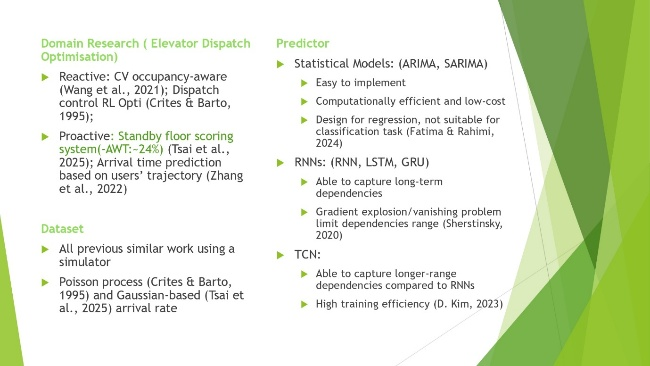 Domain Research ( Elevator Dispatch
Optimisation)
Reactive: CV occupancy-aware
(Wang et al., 2021); Dispatch
control RL Opti (Crites & Barto,
1995);
Proactive: Standby floor scoring
system(-AWT:~24%) (Tsai et al.,
2025); Arrival time prediction
based on users' trajectory (Zhang
et al., 2022)
Dataset
All previous similar work using a
simulator
Poisson process (Crites & Barto,
1995) and Gaussian-based (Tsai et
al., 2025) arrival rate
Predictor
Statistical Models: (ARIMA, SARIMA)
Easy to implement
Computationally efficient and low-cost
Design for regression, not suitable for
classification task (Fatima & Rahimi,
2024)
RNNs: (RNN, LSTM, GRU)
Able to capture long-term
dependencies
Gradient explosion/vanishing problem
limit dependencies range (Sherstinsky,
2020)
TCN:
Able to capture longer-range
dependencies compared to RNNs
High training efficiency (D. Kim, 2023)